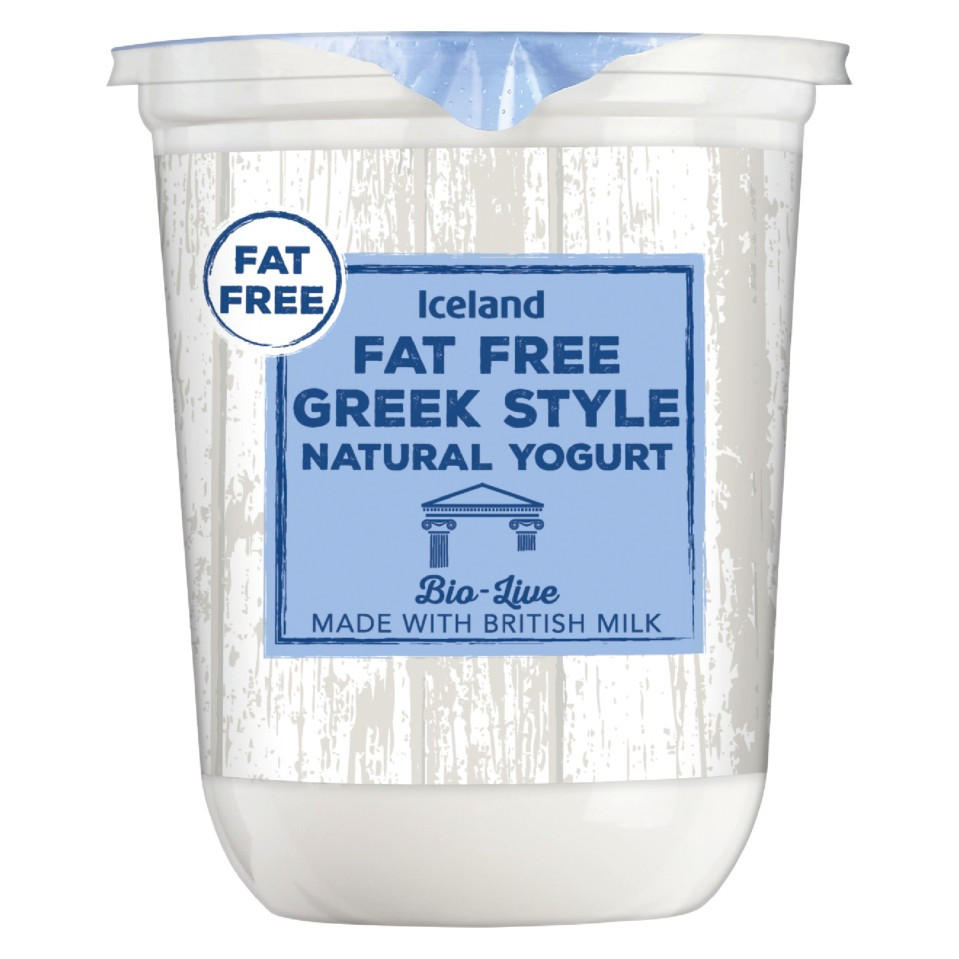 FAT
FREE
Iceland
FAT FREE
GREEK STYLE
NATURAL YOGURT
Bio-Live
MADE WITH BRITISH MILK